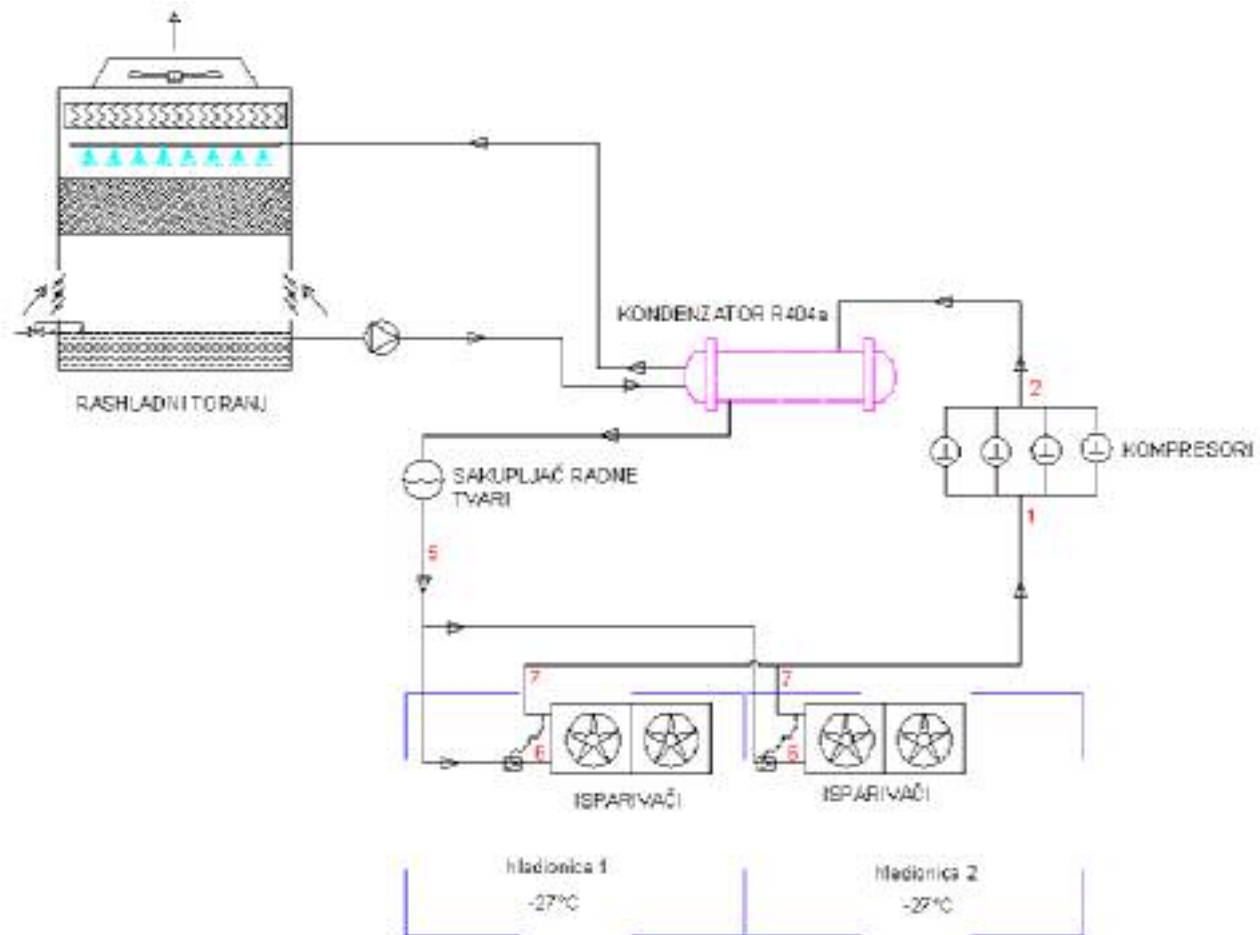 KONDENZATOR R404a
RASHLADNI TORANJ
2
KOMPRESORI
SAKUPLJAČ RADNE
TVARI
1
5
7
7
6
6
ISPARIVAČI
ISPARIVAČI
hladionica 1
-27°C
hladionica 2
-27°C